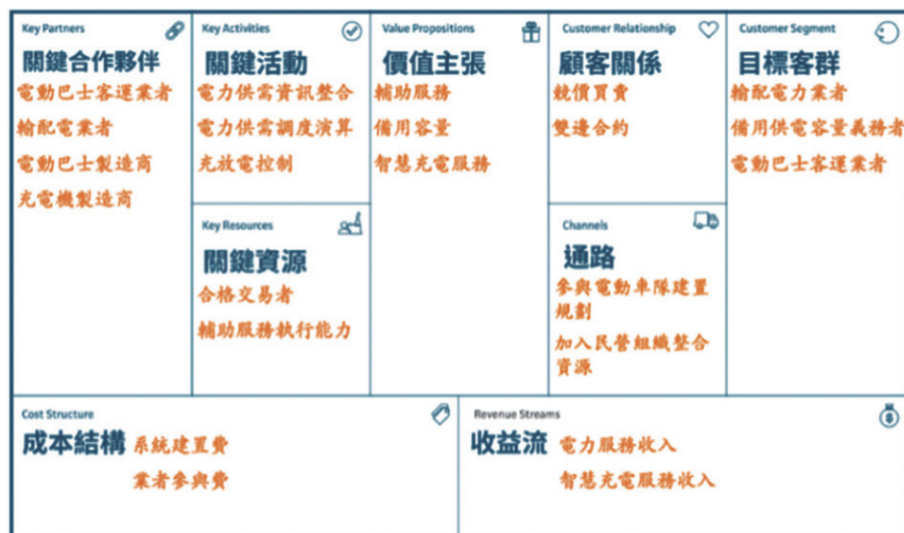 Key Partners
關鍵合作夥伴
電動巴士客運業者
輸配電業者
電動巴士製造商
充電機製造商
Key Activities
關鍵活動
電力供需資訊整合
電力供需調度演算
充放電控制
Key Resources
關鍵資源
合格交易者
輔助服務執行能力
Value Propositions
價值主張
輔助服務
備用容量
智慧充電服務
Customer Relationship
顧客關係
競價買賣
雙邊合約
Channels
通路
參與電動車隊建置
規劃
加入民營組織整合
資源
Customer Segment
目標客群
輸配電力業者
備用供電容量義務者
電動巴士客運業者
Cost Structure
成本結構 系統建置費
業者參與費
Revenue Streams
收益流 電力服務收入
智慧充電服務收入